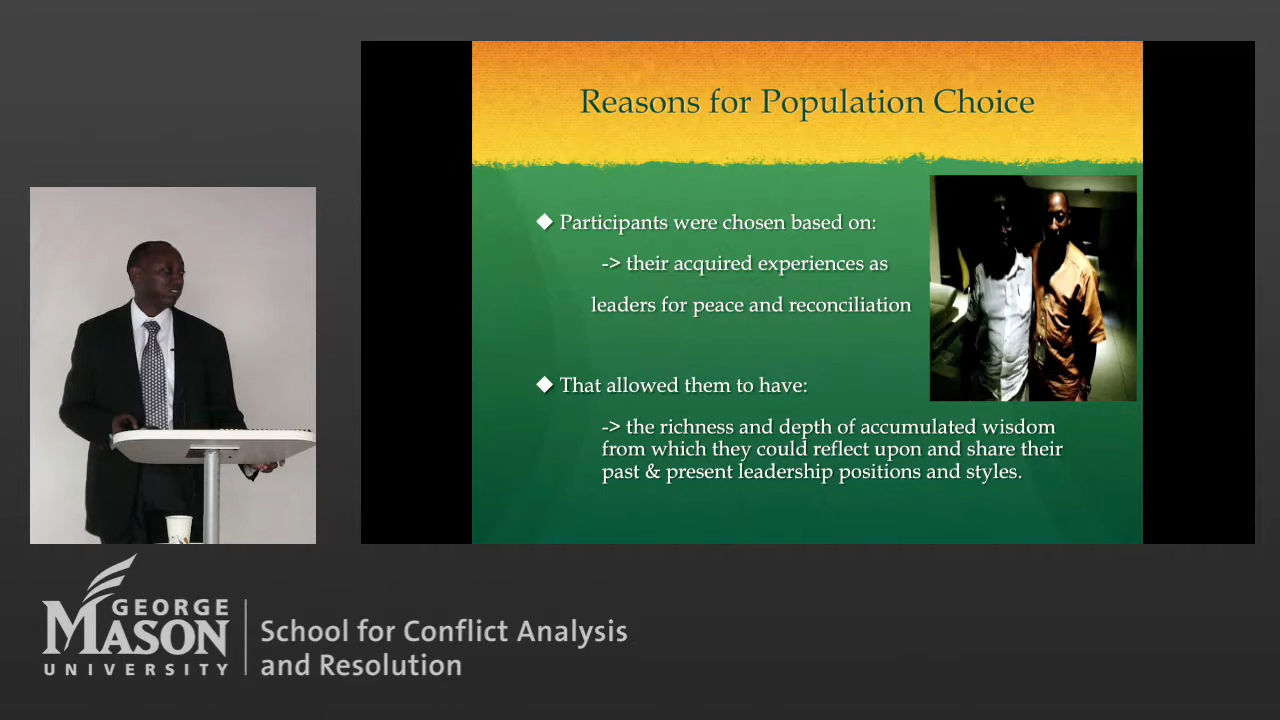 Reasons for Population Choice
Participants were chosen based on:
-> their acquired experiences as
leaders for peace and reconciliation
That allowed them to have:
-> the richness and depth of accumulated wisdom
from which they could reflect upon and share their
past & present leadership positions and styles.
GEORGE
MASON
UNIVERSITY
School for Conflict Analysis
and Resolution